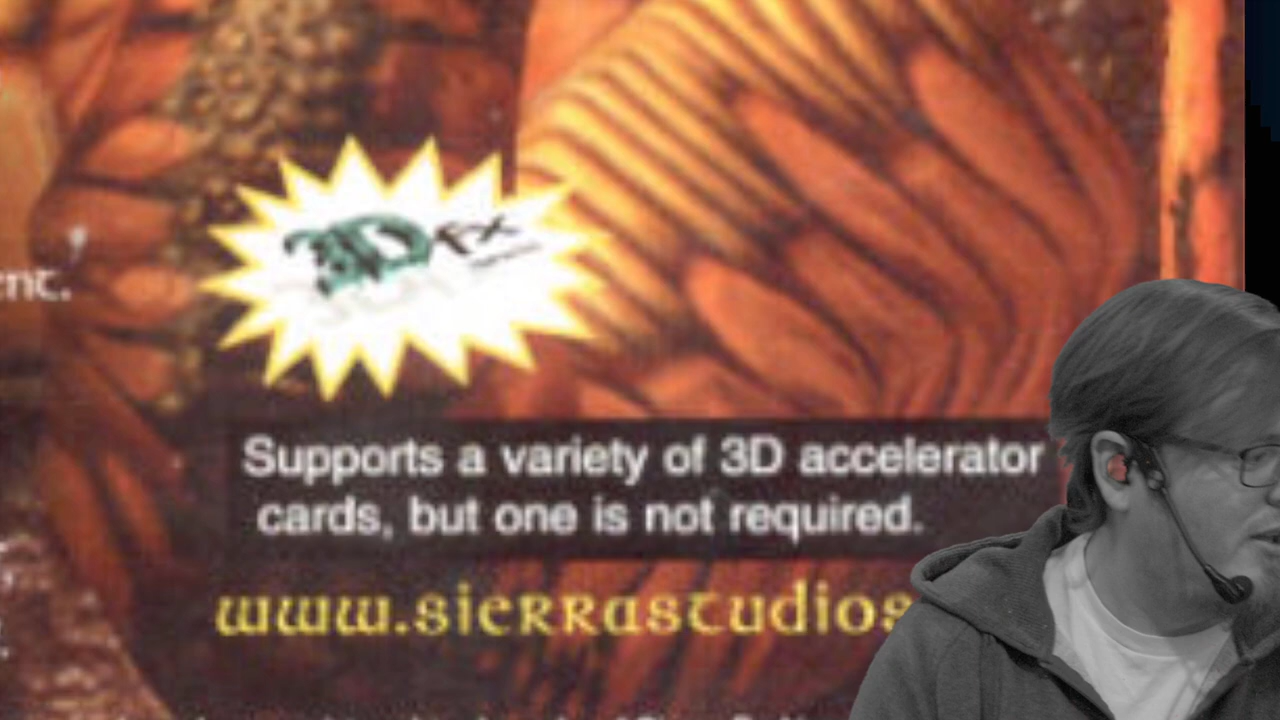 3Dfx
Supports a variety of 3D accelerator
cards, but one is not required.
www.sierrastudios